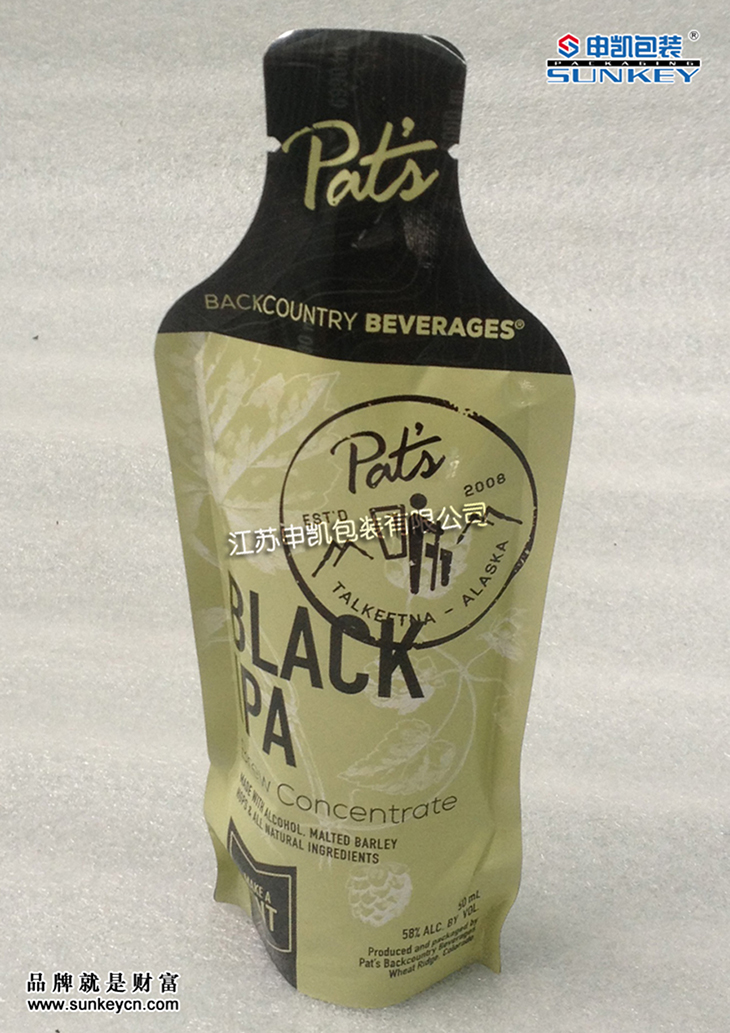 申凯包装®
PACKAGING
SUNKEY
Pat's
BACKCOUNTRY BEVERAGES®
Pat's
EST'D 2008
江苏申凯包装有限公司
TALKEETNA - ALASKA
BLACK
IPA
Concentrate
MADE WITH ALCOHOL, MALTED BARLEY
HOPS & ALL NATURAL INGREDIENTS
MAKE A
50 mL
58% ALC. BY VOL.
Produced and packaged by
Pat's Backcountry Beverages
Wheat Ridge, Colorado
品牌就是财富
www.sunkeycn.com